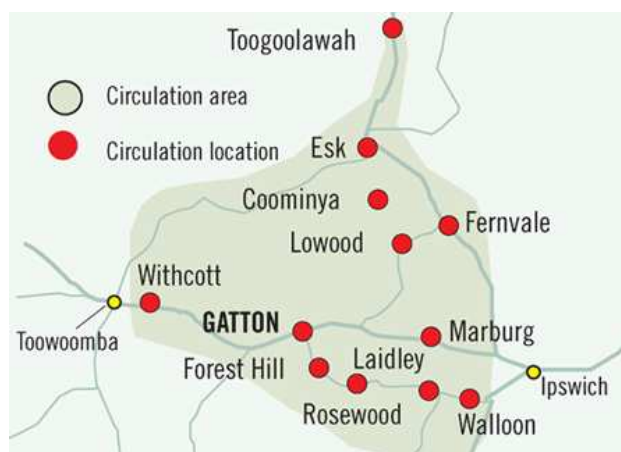 Toogoolawah
Circulation area
Circulation location
Esk
Coominya
Fernvale
Lowood
Withcott
GATTON
Marburg
Toowoomba
Forest Hill
Laidley
Ipswich
Rosewood
Walloon